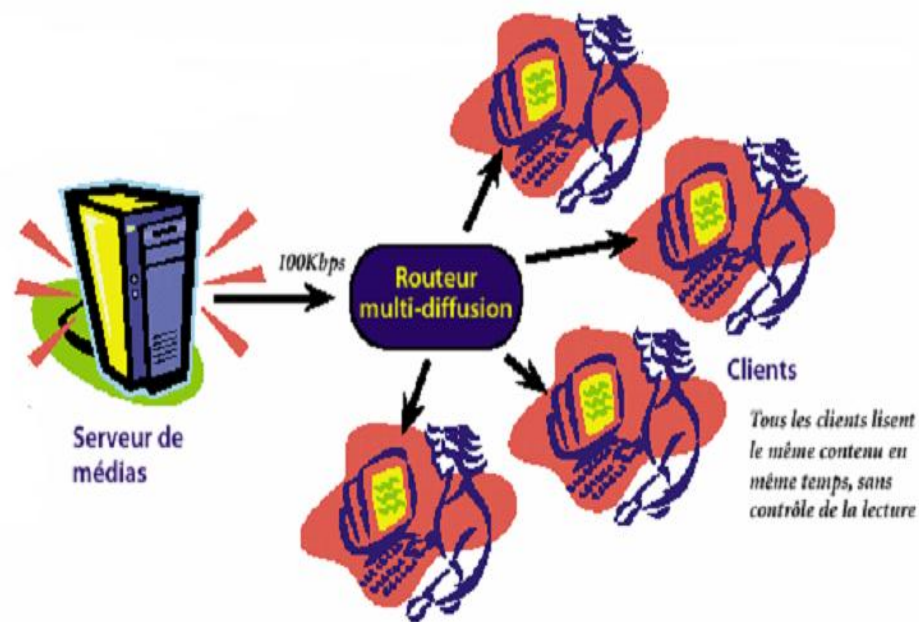 100Kbps
Routeur
multi-diffusion
Serveur de
médias
Clients
Tous les clients lisent
le même contenu en
même temps, sans
contrôle de la lecture